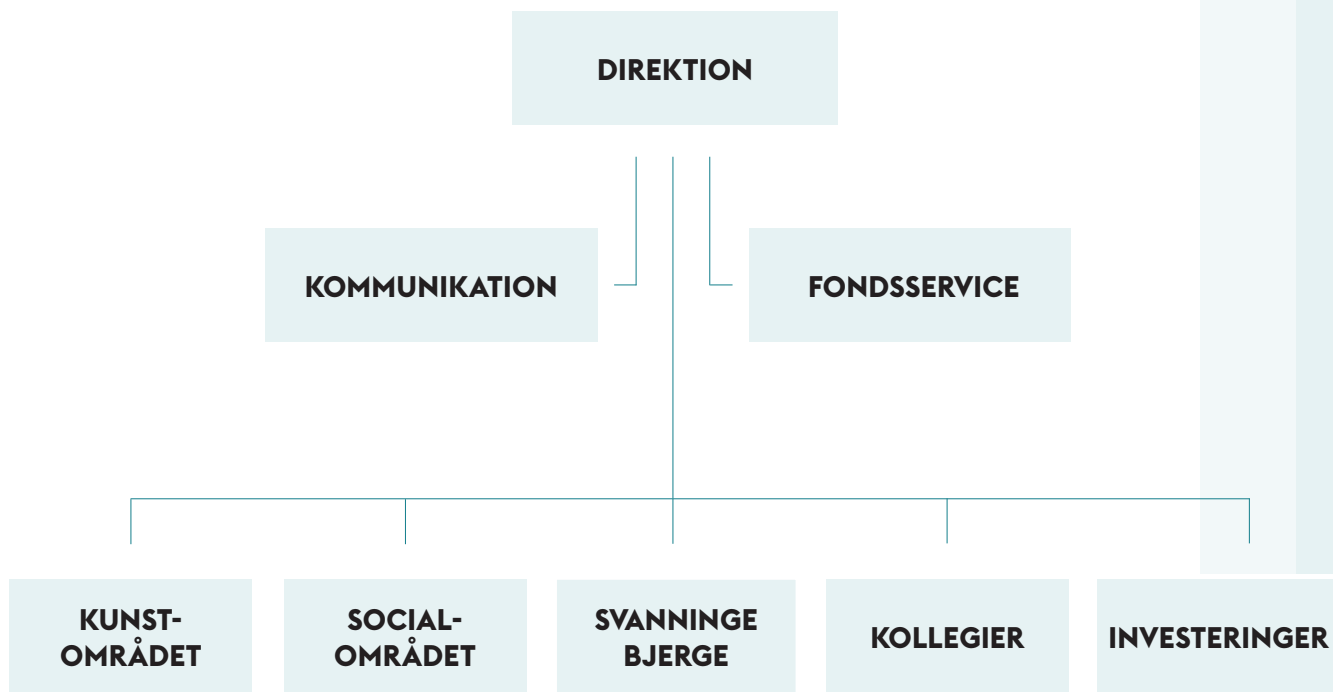 DIREKTION
KOMMUNIKATION
FONDSSERVICE
KUNST-
OMRÅDET
SOCIAL-
OMRÅDET
SVANNINGE
BJERGE
KOLLEGIER
INVESTERINGER